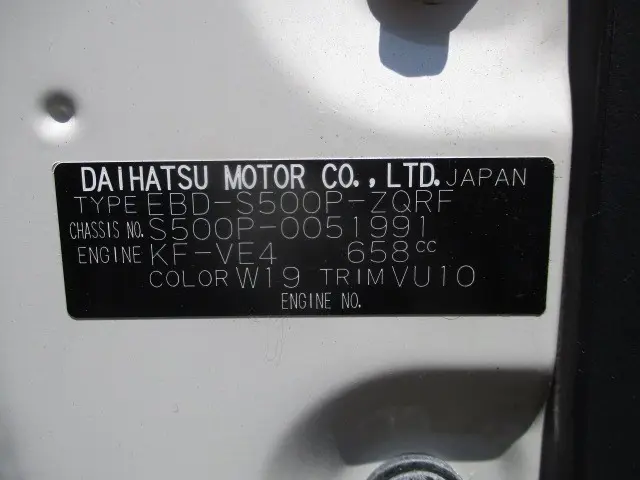 DAIHATSU MOTOR CO., LTD. JAPAN
TYPE EBD-S500P-ZQRF
CHASSIS NO. S500P-0051991
ENGINE KF-VE4 658cc
COLOR W19 TRIM VU10
ENGINE NO.